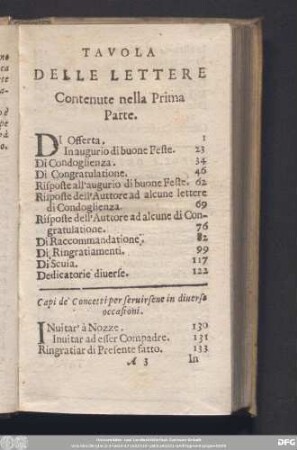 TAVOLA
DELLE LETTERE
Contenute nella Prima
Parte.
DI Offerta. 1
In augurio di buone Feste. 23
Di Condoglienza. 34
Di Congratulatione. 46
Risposte all'augurio di buone Feste. 62
Risposte dell'Auttore ad alcune lettere
di Condoglienza. 69
Risposte dell'Auttore ad alcune di Con-
gratulatione. 76
Di Raccommandatione. 82
Di Ringratiamenti. 99
Di Scusa. 117
Dedicatorie diuerse. 122
Capi de' Concetti per seruirsene in diuerse
occasioni.
INuitar' à Nozze. 130
Inuitar ad esser Compadre. 131
Ringratiar di Presente fatto. 133
A 3 In